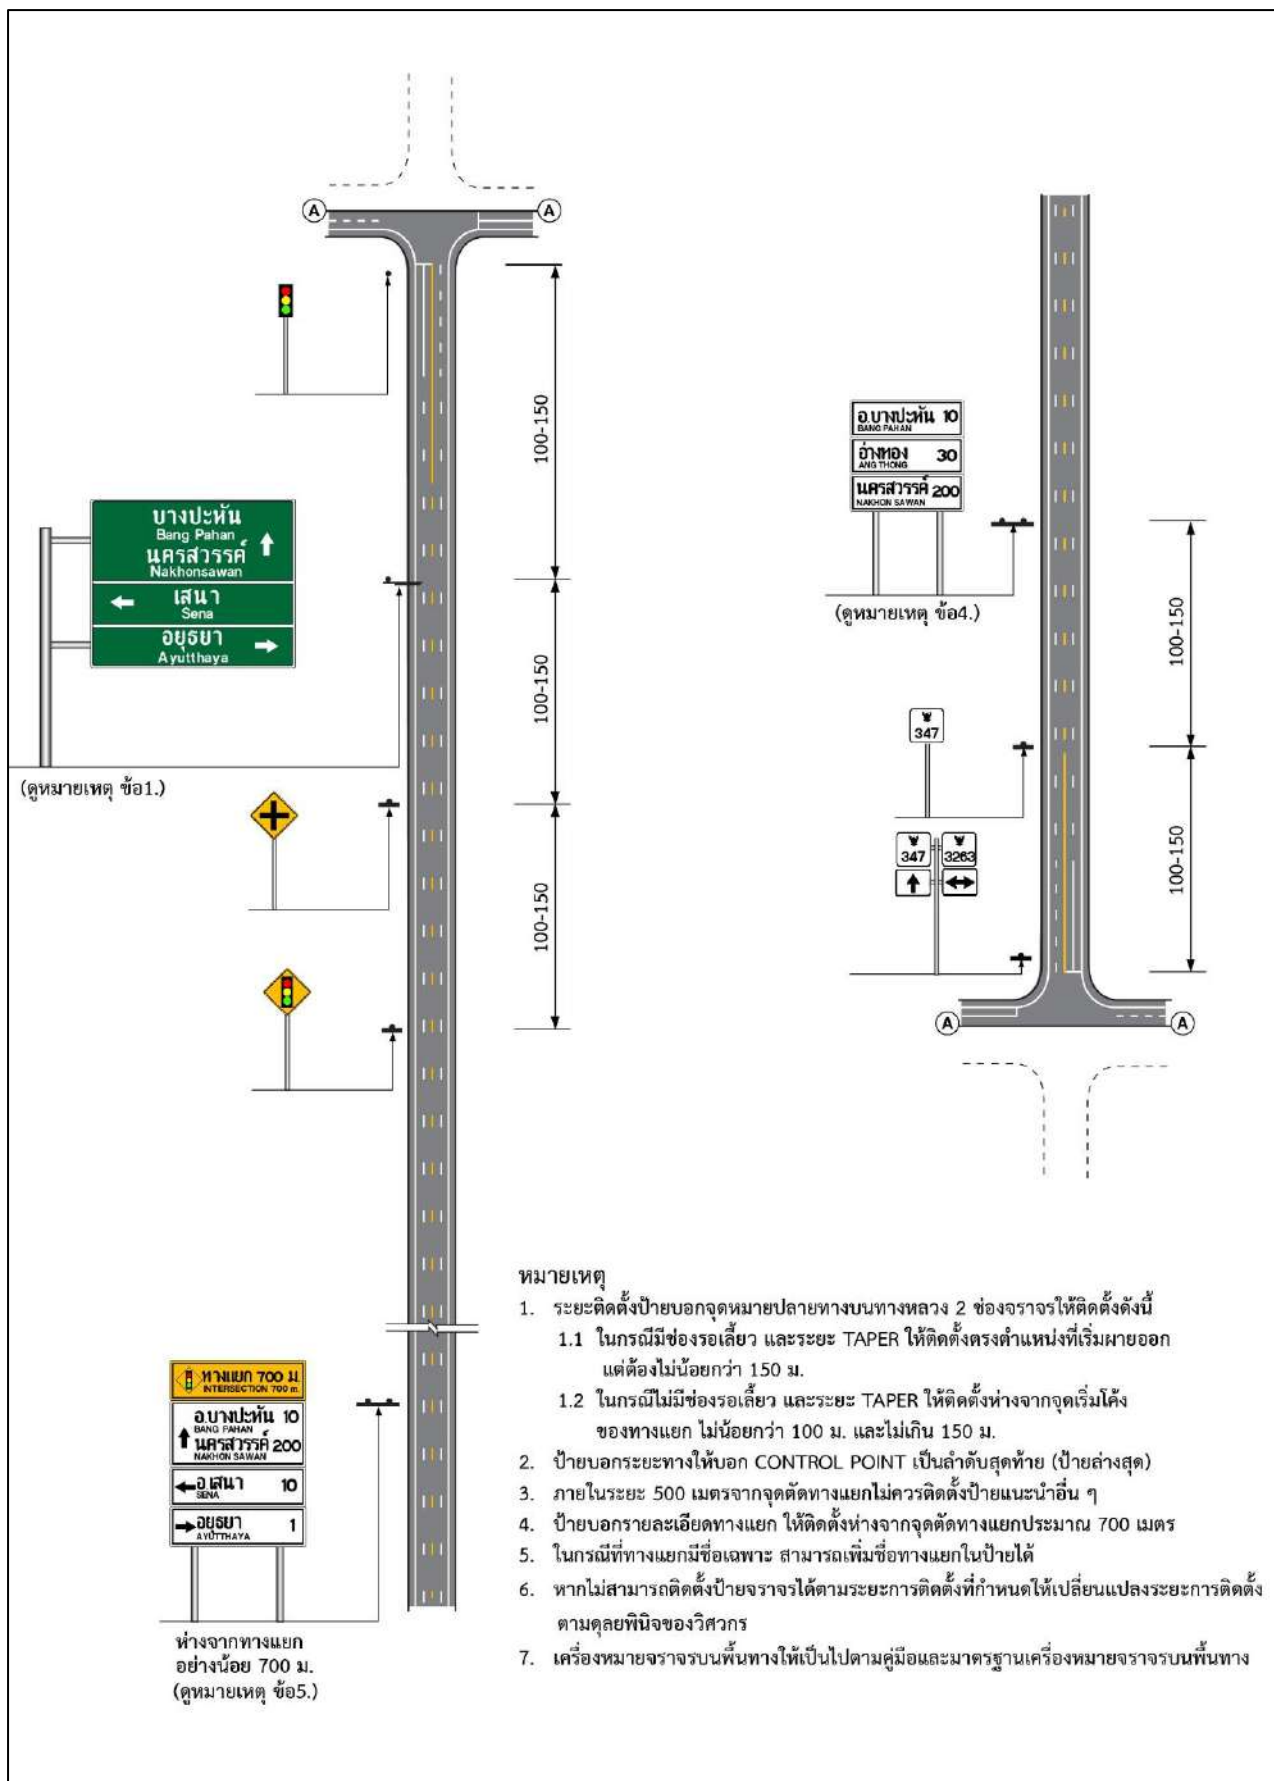 A
A
100-150
บางปะหัน
Bang Pahan
นครสวรรค์
Nakhonsawan
เสนา
Sena
อยุธยา
Ayutthaya
(ดูหมายเหตุ ข้อ1.)
100-150
100-150
ทางแยก 700 ม.
INTERSECTION 700 m.
อ.บางปะหัน 10
BANG PAHAN
นครสวรรค์ 200
NAKHON SAWAN
อ.เสนา 10
SENA
อยุธยา 1
AYUTTHAYA
ห่างจากทางแยก
อย่างน้อย 700 ม.
(ดูหมายเหตุ ข้อ5.)
อ.บางปะหัน 10
BANG PAHAN
อ่างทอง 30
ANG THONG
นครสวรรค์ 200
NAKHON SAWAN
(ดูหมายเหตุ ข้อ4.)
100-150
347
347 3263
100-150
A
A
หมายเหตุ
1. ระยะติดตั้งป้ายบอกจุดหมายปลายทางบนทางหลวง 2 ช่องจราจรให้ติดตั้งดังนี้
1.1 ในกรณีมีช่องรอเลี้ยว และระยะ TAPER ให้ติดตั้งตรงตำแหน่งที่เริ่มผายออก
แต่ต้องไม่น้อยกว่า 150 ม.
1.2 ในกรณีไม่มีช่องรอเลี้ยว และระยะ TAPER ให้ติดตั้งห่างจากจุดเริ่มโค้ง
ของทางแยก ไม่น้อยกว่า 100 ม. และไม่เกิน 150 ม.
2. ป้ายบอกระยะทางให้บอก CONTROL POINT เป็นลำดับสุดท้าย (ป้ายล่างสุด)
3. ภายในระยะ 500 เมตรจากจุดตัดทางแยกไม่ควรติดตั้งป้ายแนะนำอื่น ๆ
4. ป้ายบอกรายละเอียดทางแยก ให้ติดตั้งห่างจากจุดตัดทางแยกประมาณ 700 เมตร
5. ในกรณีที่ทางแยกมีชื่อเฉพาะ สามารถเพิ่มชื่อทางแยกในป้ายได้
6. หากไม่สามารถติดตั้งป้ายจราจรได้ตามระยะการติดตั้งที่กำหนดให้เปลี่ยนแปลงระยะการติดตั้ง
ตามดุลยพินิจของวิศวกร
7. เครื่องหมายจราจรบนพื้นทางให้เป็นไปตามคู่มือและมาตรฐานเครื่องหมายจราจรบนพื้นทาง